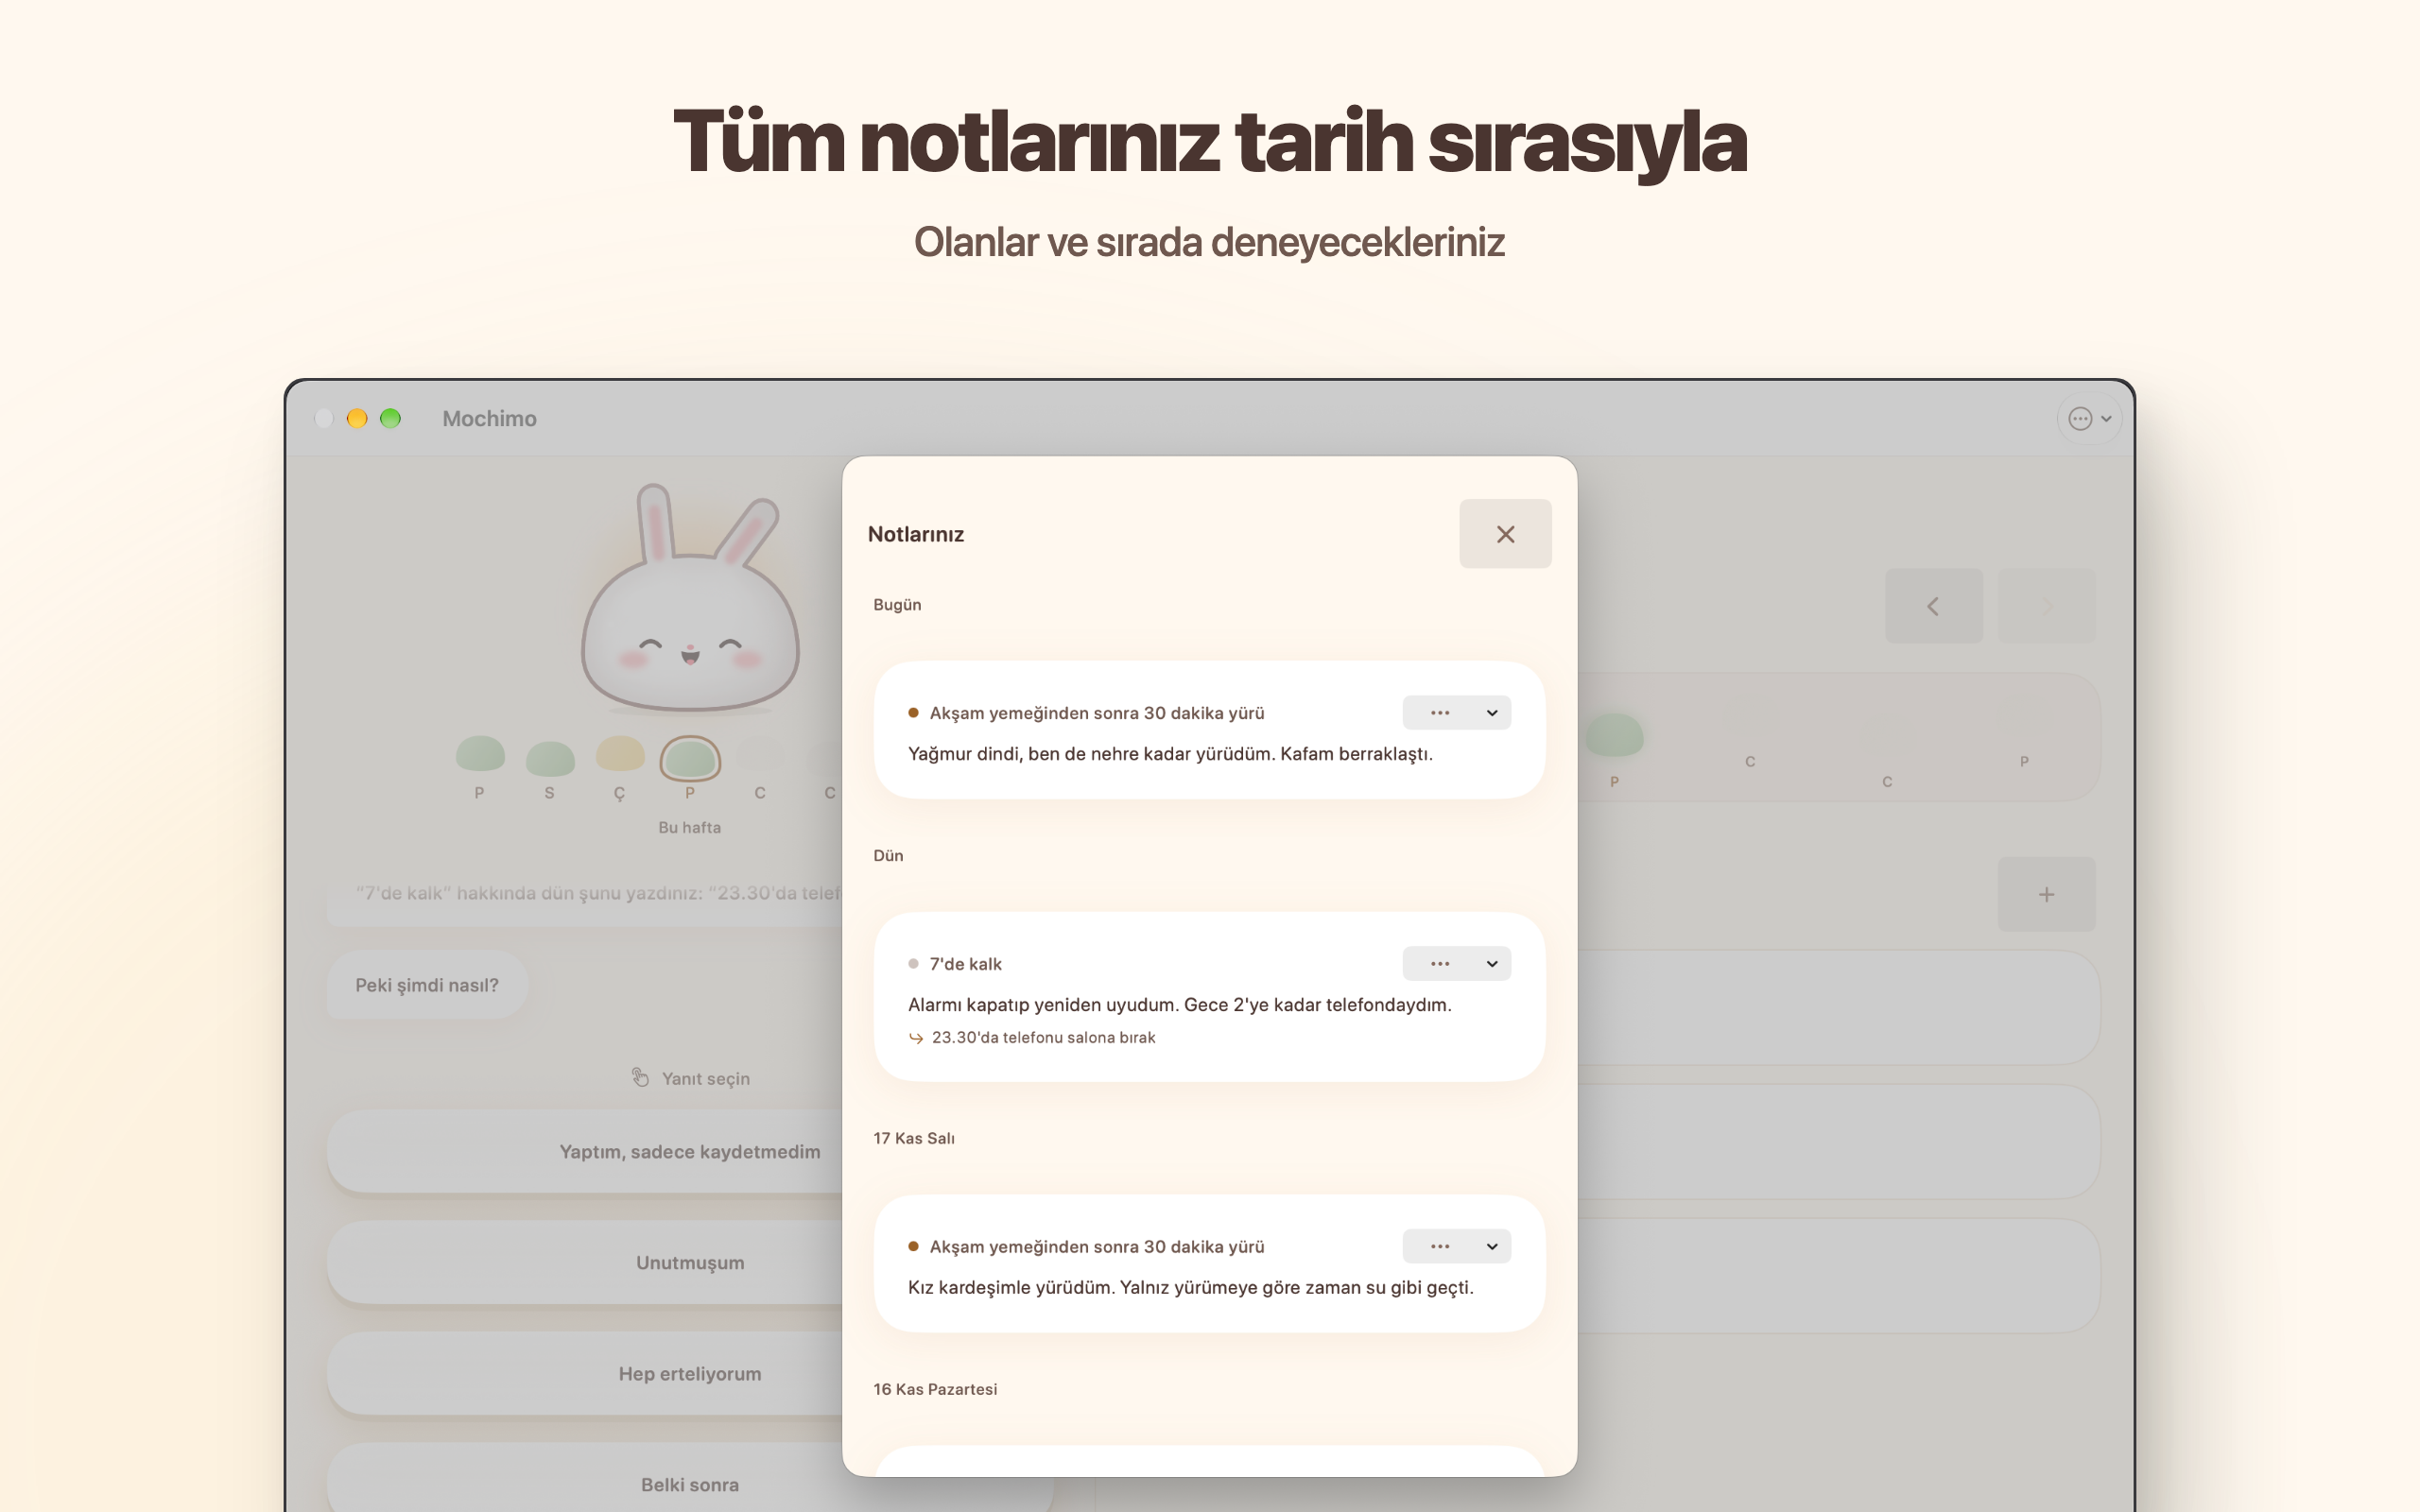 Tüm notlarınız tarih sırasıyla
Olanlar ve sırada deneyecekleriniz
Mochimo
P S Ç P C C
Bu hafta
“7'de kalk” hakkında dün şunu yazdınız: “23.30'da
Peki şimdi nasıl?
Yanıt seçin
Yaptım, sadece kaydetmedim
Unutmuşum
Hep erteliyorum
Belki sonra
Notlarınız
Bugün
Akşam yemeğinden sonra 30 dakika yürü
Yağmur dindi, ben de nehre kadar yürüdüm. Kafam berraklaştı.
Dün
7'de kalk
Alarmı kapatıp yeniden uyudum. Gece 2'ye kadar telefondaydım.
23.30'da telefonu salona bırak
17 Kas Salı
Akşam yemeğinden sonra 30 dakika yürü
Kız kardeşimle yürüdüm. Yalnız yürümeye göre zaman su gibi geçti.
16 Kas Pazartesi
P C C P